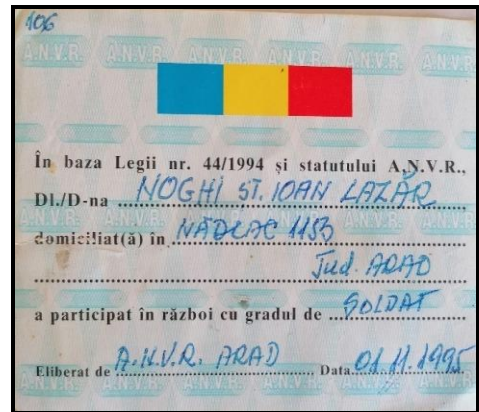 106
A.N.V.R. A.N.V.R. A.N.V.R. A.N.V.R. A.N.V.R. A.N.V.R.
În baza Legii nr. 44/1994 și statutului A.N.V.R.,
Dl./D-na NOGHI ST. IOAN LAZĂR
domiciliat(ă) în NĂDLAC 1153
Jud. ARAD
a participat în război cu gradul de SOLDAT
Eliberat de A.N.V.R. ARAD Data 01.11.1995